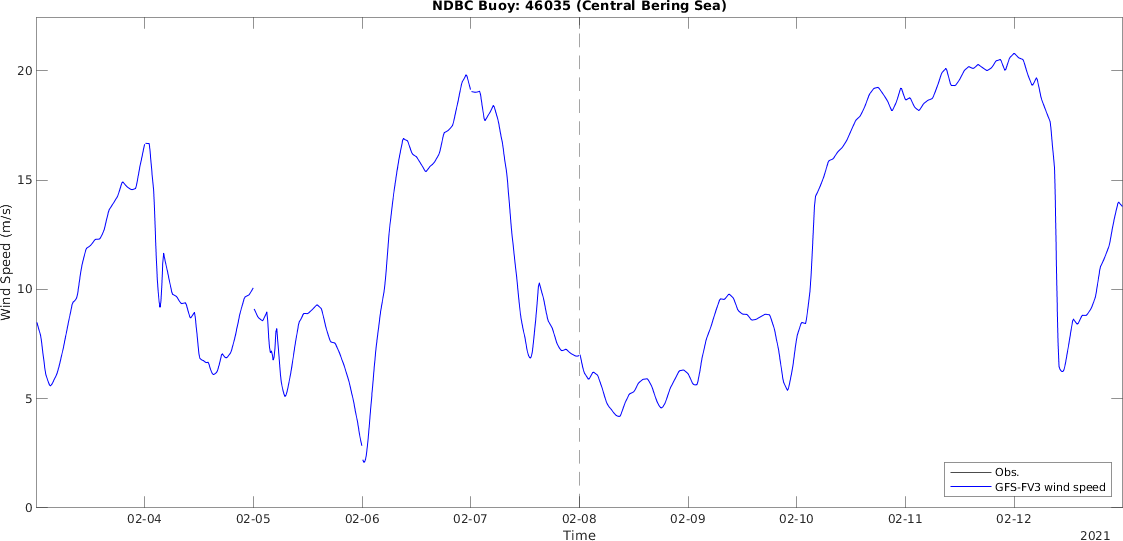 NDBC Buoy: 46035 (Central Bering Sea)
Wind Speed (m/s)
20
15
10
5
0
02-04 02-05 02-06 02-07 02-08 02-09 02-10 02-11 02-12
Time
2021
Obs.
GFS-FV3 wind speed